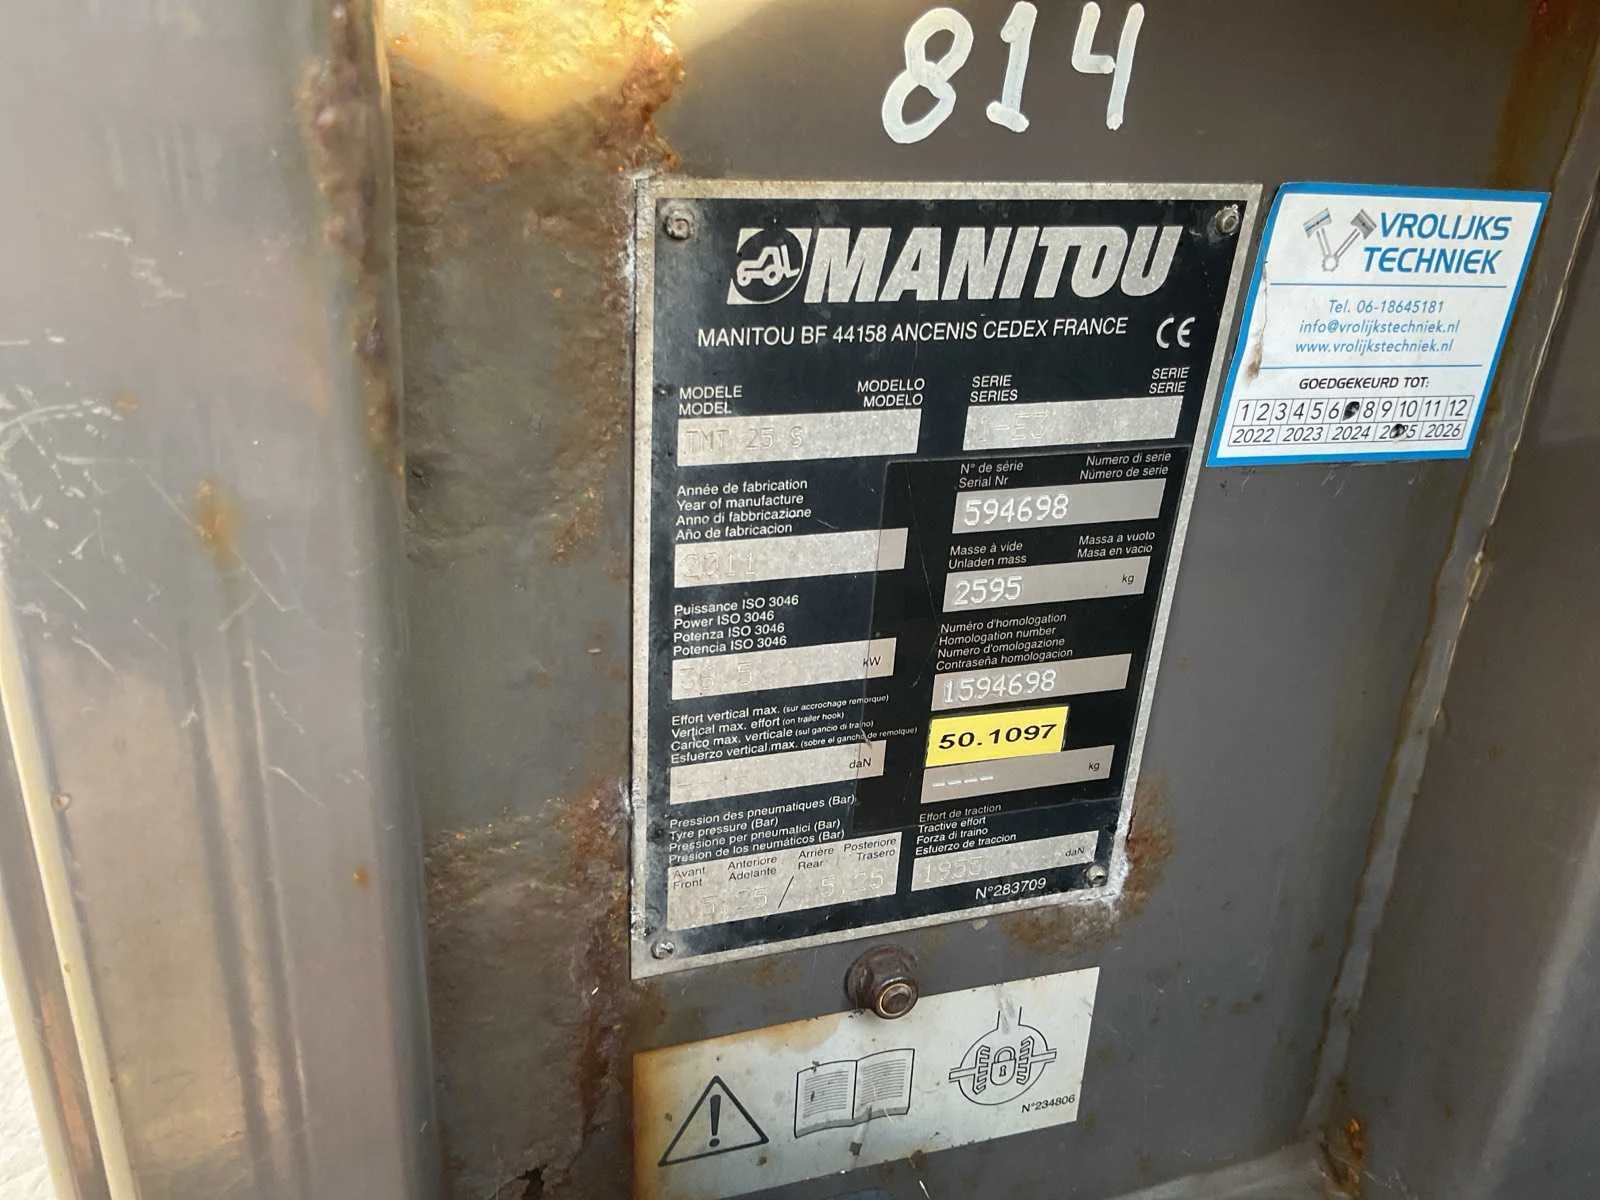 814
MANITOU
MANITOU BF 44158 ANCENIS CEDEX FRANCE CE
MODELE MODELLO
MODEL MODELO
TMT 25 S
SERIE SERIE
SERIES SERIE
Année de fabrication
Year of manufacture
Anno di fabbricazione
Año de fabricacion
2011
N° de série Numero di serie
Serial Nr Número de serie
594698
Masse à vide Massa a vuoto
Unladen mass Masa en vacio
2595 kg
Puissance ISO 3046
Power ISO 3046
Potenza ISO 3046
Potencia ISO 3046
kW
Numéro d'homologation
Homologation number
Numero d'omologazione
Contraseña homologacion
1594698
Effort vertical max. (sur accrochage remorque)
Vertical max. effort (on trailer hook)
Carico max. verticale (sul gancio di traino)
Esfuerzo vertical max. (sobre el gancho de remolque)
daN
50.1097
---- kg
Pression des pneumatiques (Bar)
Tyre pressure (Bar)
Pressione per pneumatici (Bar)
Presion de los neumáticos (Bar)
Avant Anteriore Arrière Posteriore
Front Adelante Rear Trasero
5.25 / 5.25
Effort de traction
Tractive effort
Forza di traino
Esfuerzo de traccion
daN
N°283709
VROLIJKS
TECHNIEK
Tel. 06-18645181
info@vrolijkstechniek.nl
www.vrolijkstechniek.nl
GOEDGEKEURD TOT:
1 2 3 4 5 6 8 9 10 11 12
2022 2023 2024 2025 2026
N°234806